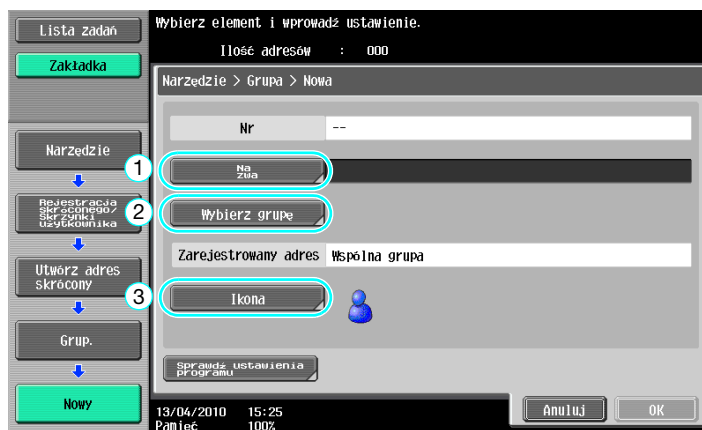 Lista zadań
Zakładka
Narzędzie
Rejestracja
skróconego/
Skrzynki
użytkownika
Utwórz adres
skrócony
Grup.
Nowy
Wybierz element i wprowadź ustawienie.
Ilość adresów : 000
Narzędzie > Grupa > Nowa
Nr --
1
Na
zwa
2
Wybierz grupę
Zarejestrowany adres Wspólna grupa
3
Ikona
Sprawdź ustawienia
programu
13/04/2010 15:25
Pamięć 100%
Anuluj
OK